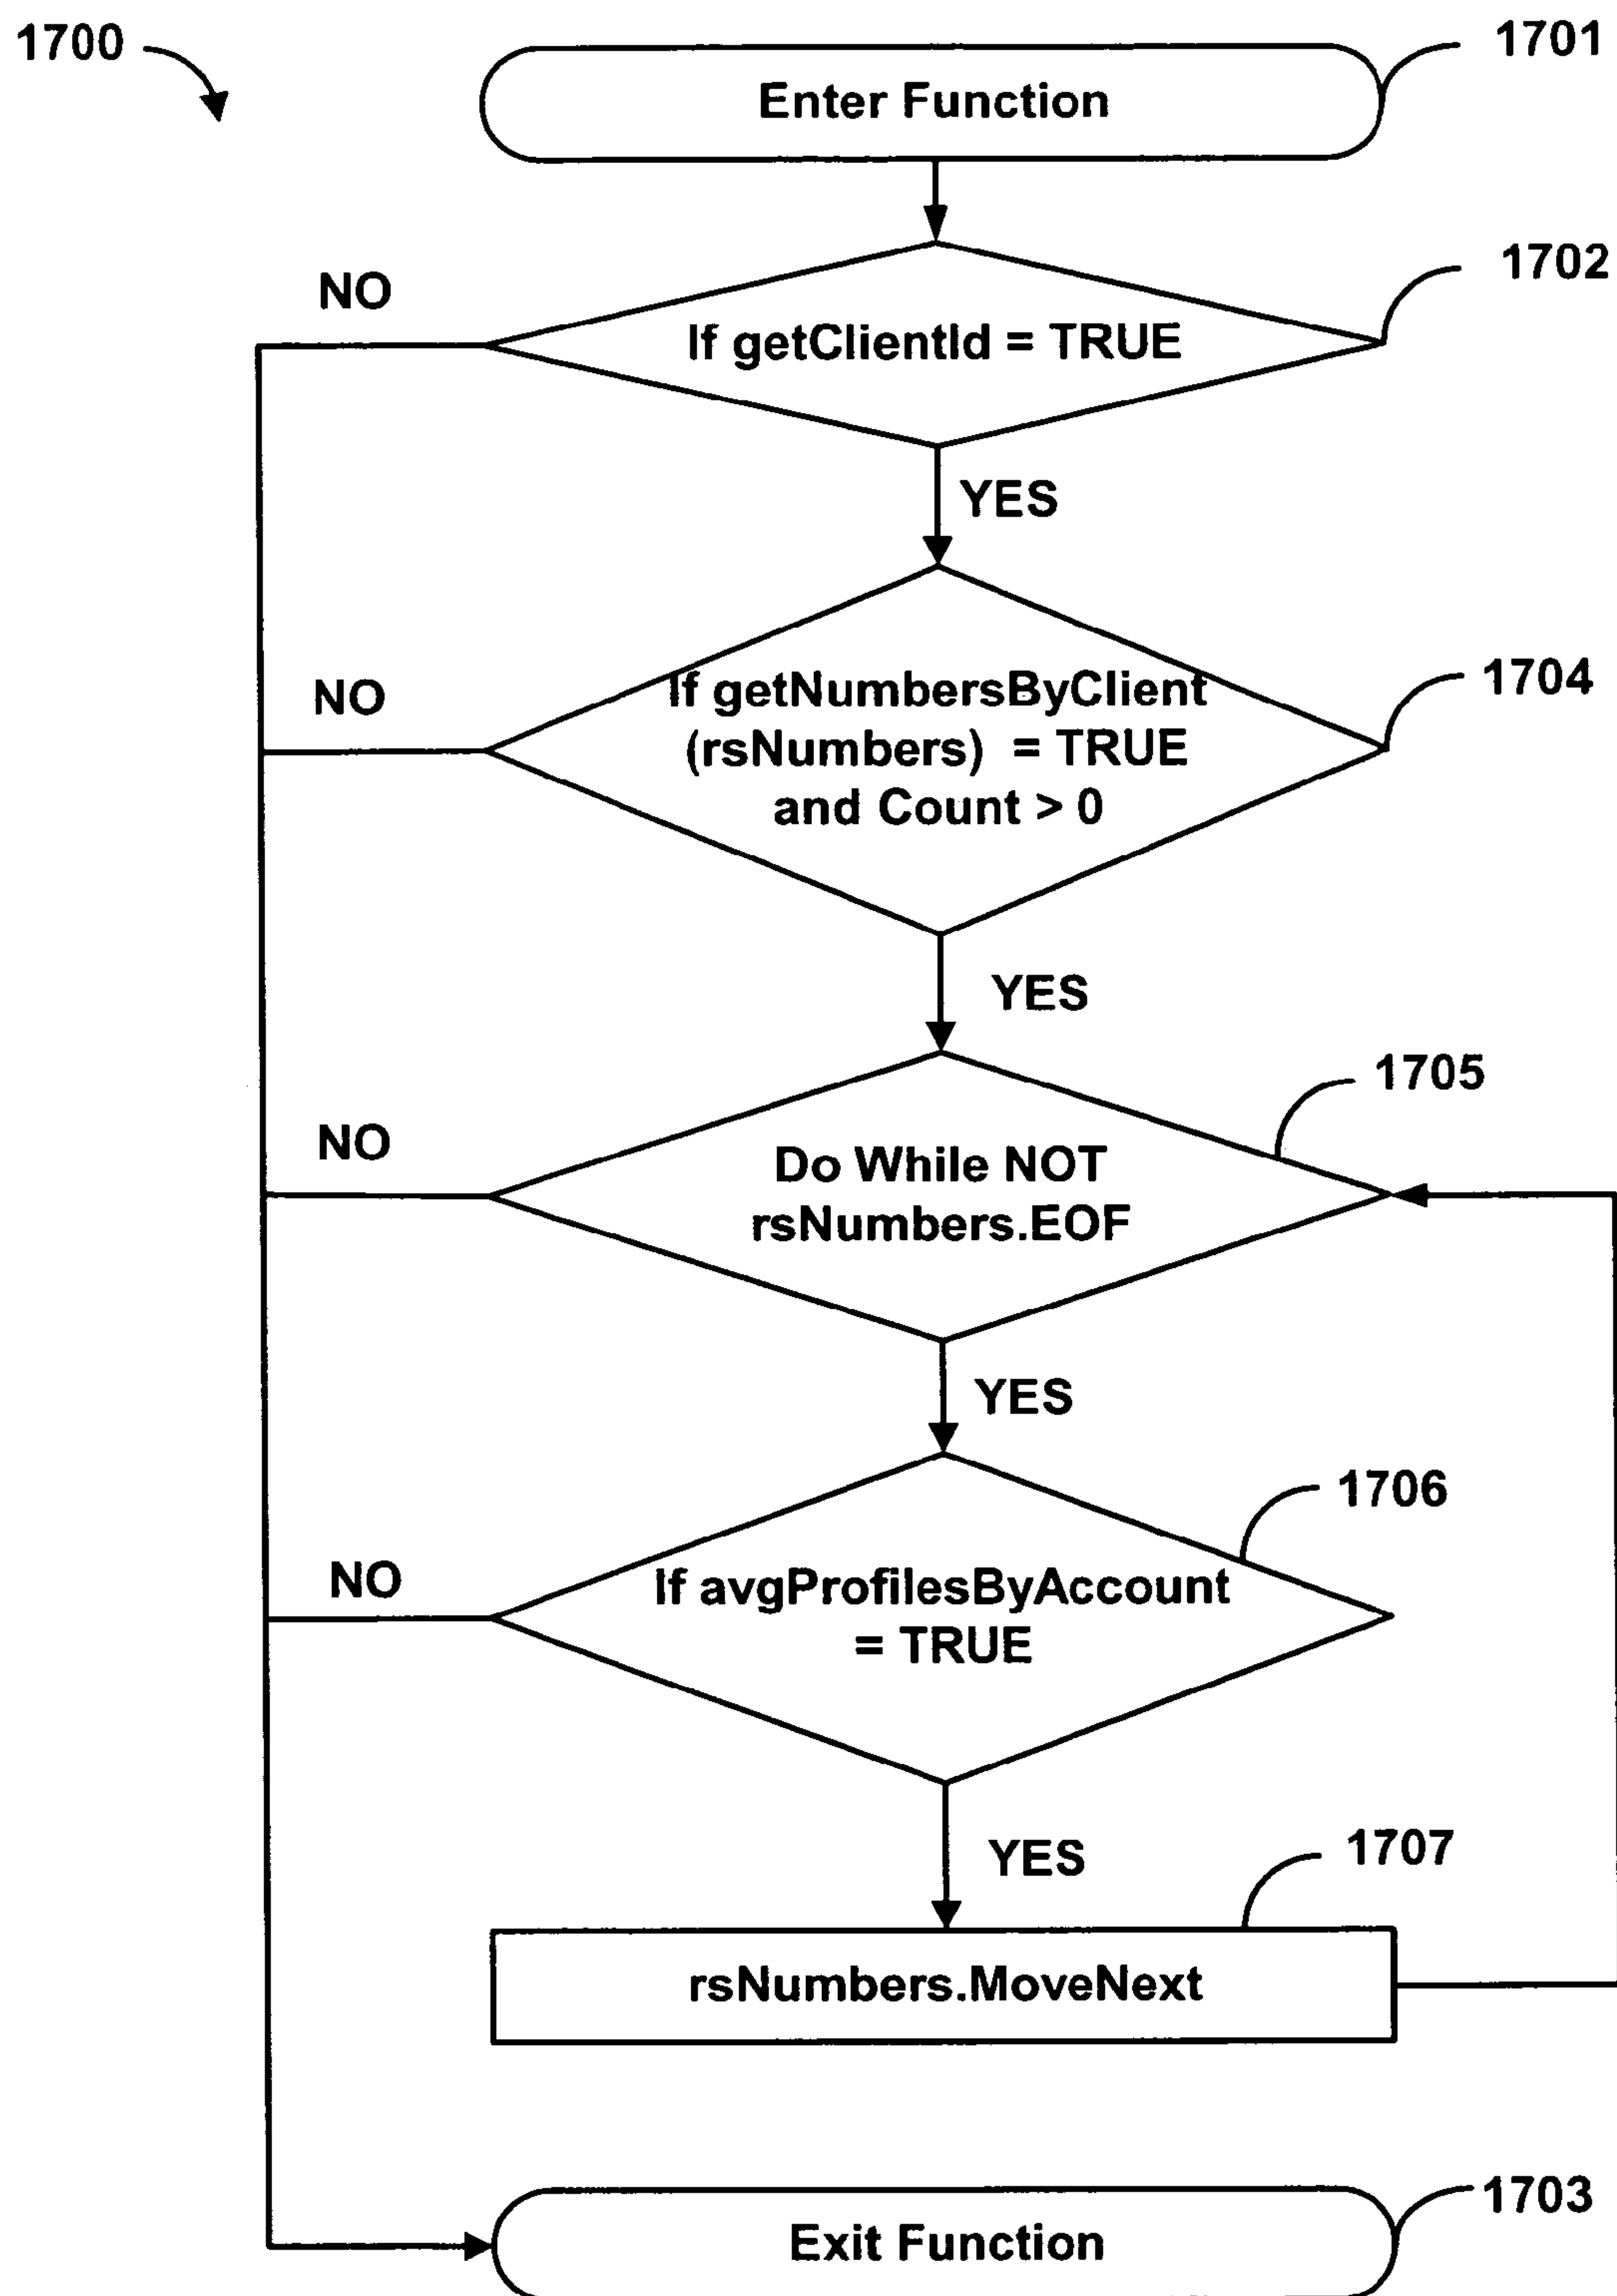 1700
1701
Enter Function
1702
NO
If getClientId = TRUE
YES
1704
NO
If getNumbersByClient
(rsNumbers) = TRUE
and Count > 0
YES
1705
NO
Do While NOT
rsNumbers.EOF
YES
1706
NO
If avgProfilesByAccount
= TRUE
YES
1707
rsNumbers.MoveNext
1703
Exit Function